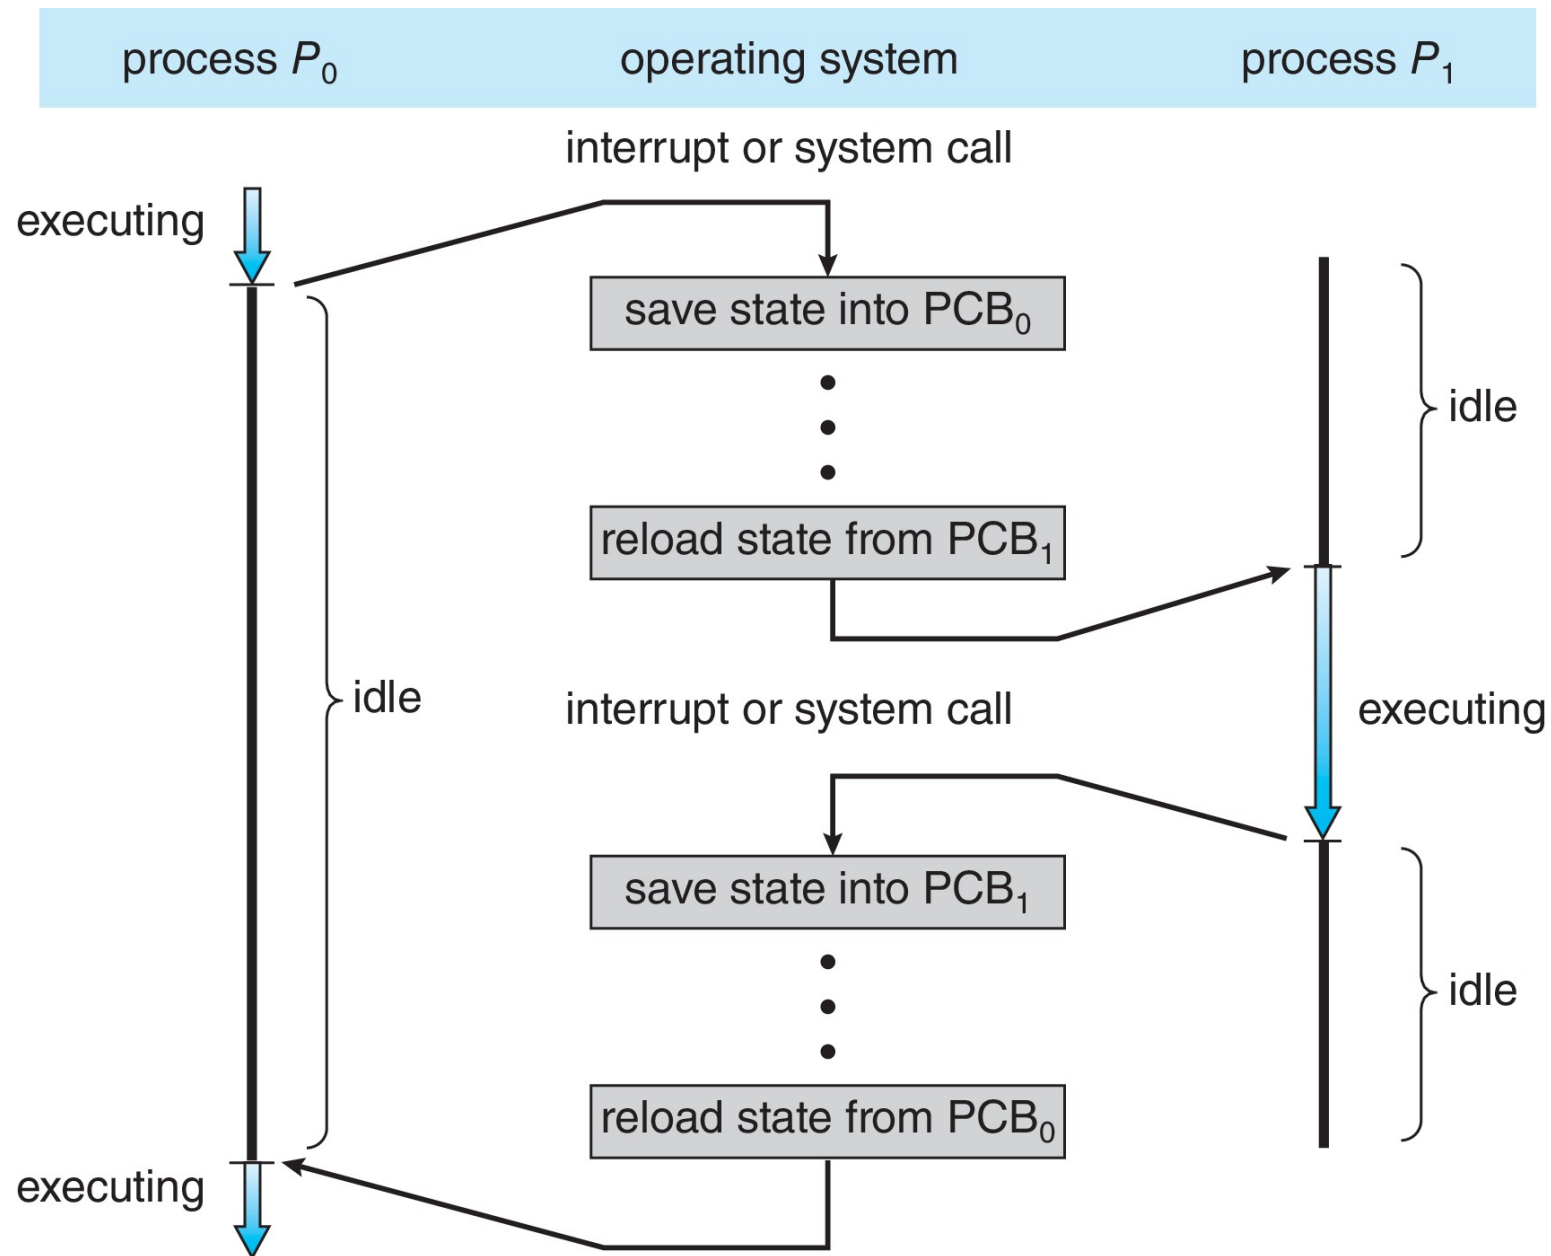 process P₀ operating system process P₁
interrupt or system call
executing
save state into PCB₀
idle
reload state from PCB₁
idle
interrupt or system call
executing
save state into PCB₁
idle
reload state from PCB₀
executing